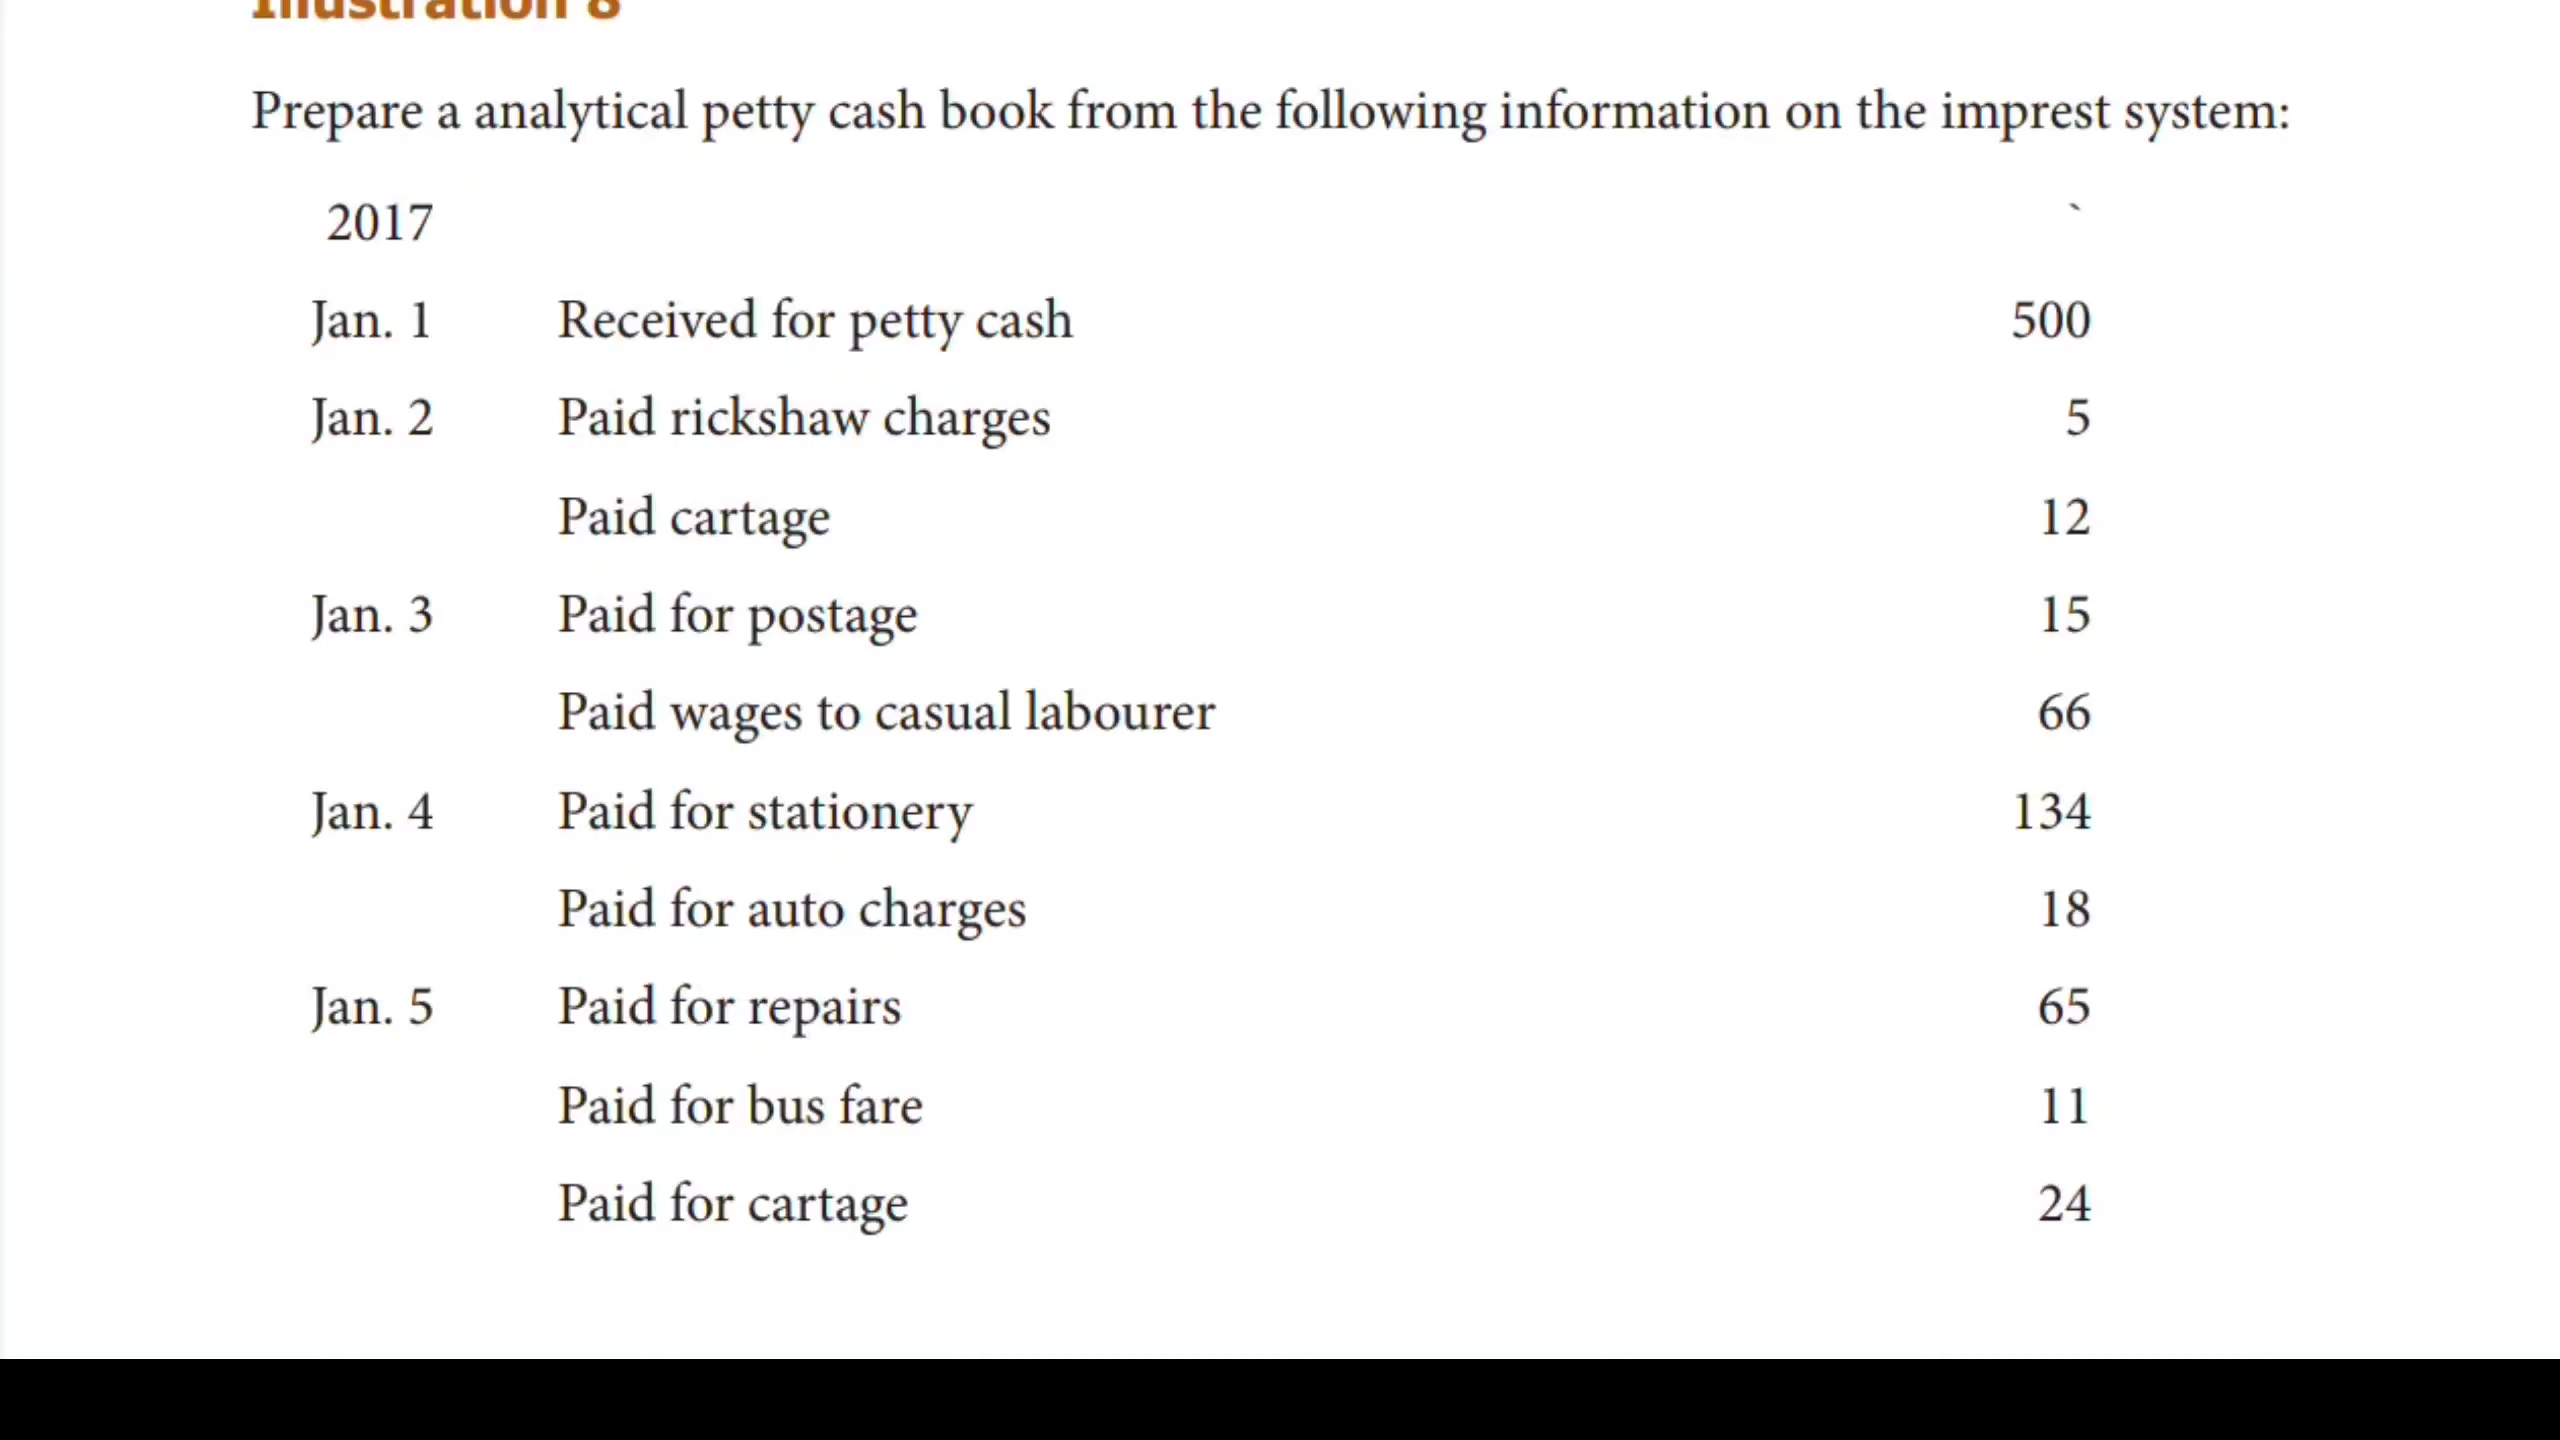 Illustration 8
Prepare a analytical petty cash book from the following information on the imprest system:
2017 `
Jan. 1 Received for petty cash 500
Jan. 2 Paid rickshaw charges 5
Paid cartage 12
Jan. 3 Paid for postage 15
Paid wages to casual labourer 66
Jan. 4 Paid for stationery 134
Paid for auto charges 18
Jan. 5 Paid for repairs 65
Paid for bus fare 11
Paid for cartage 24